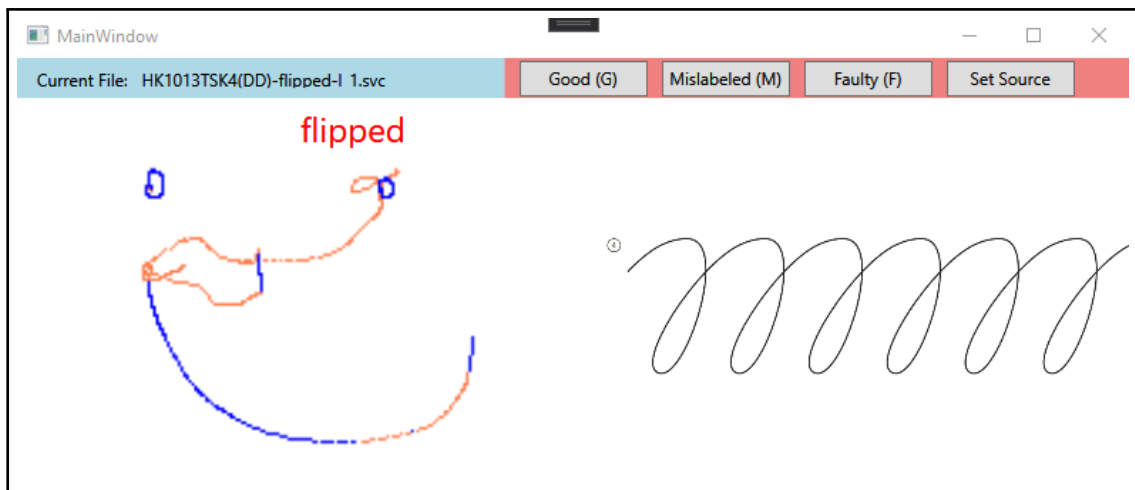 MainWindow
Current File: HK1013TSK4(DD)-flipped-I 1.svc
Good (G)
Mislabeled (M)
Faulty (F)
Set Source
flipped
4